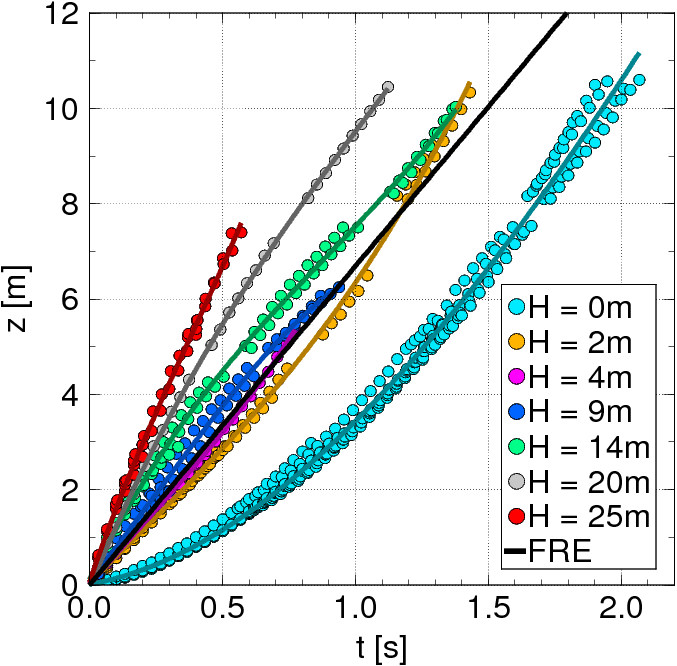 12
10
8
6
4
2
0
z [m]
0.0
0.5
1.0
1.5
2.0
t [s]
H = 0m
H = 2m
H = 4m
H = 9m
H = 14m
H = 20m
H = 25m
FRE